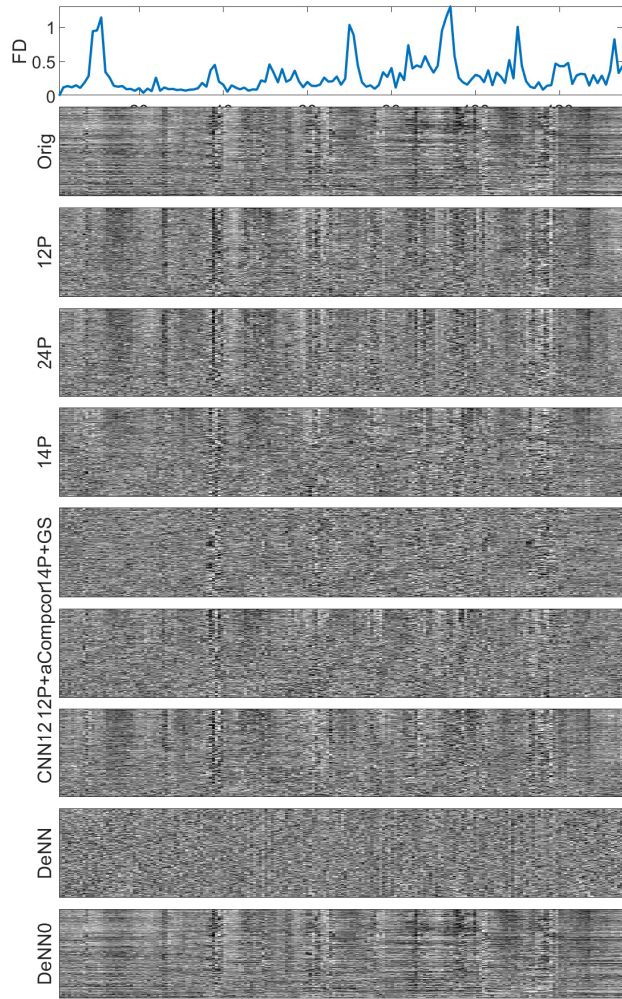 1
0.5
0
FD
Orig
12P
24P
14P
14P+GS
12P+aCompcor
CNN12
DeNN
DeNN0